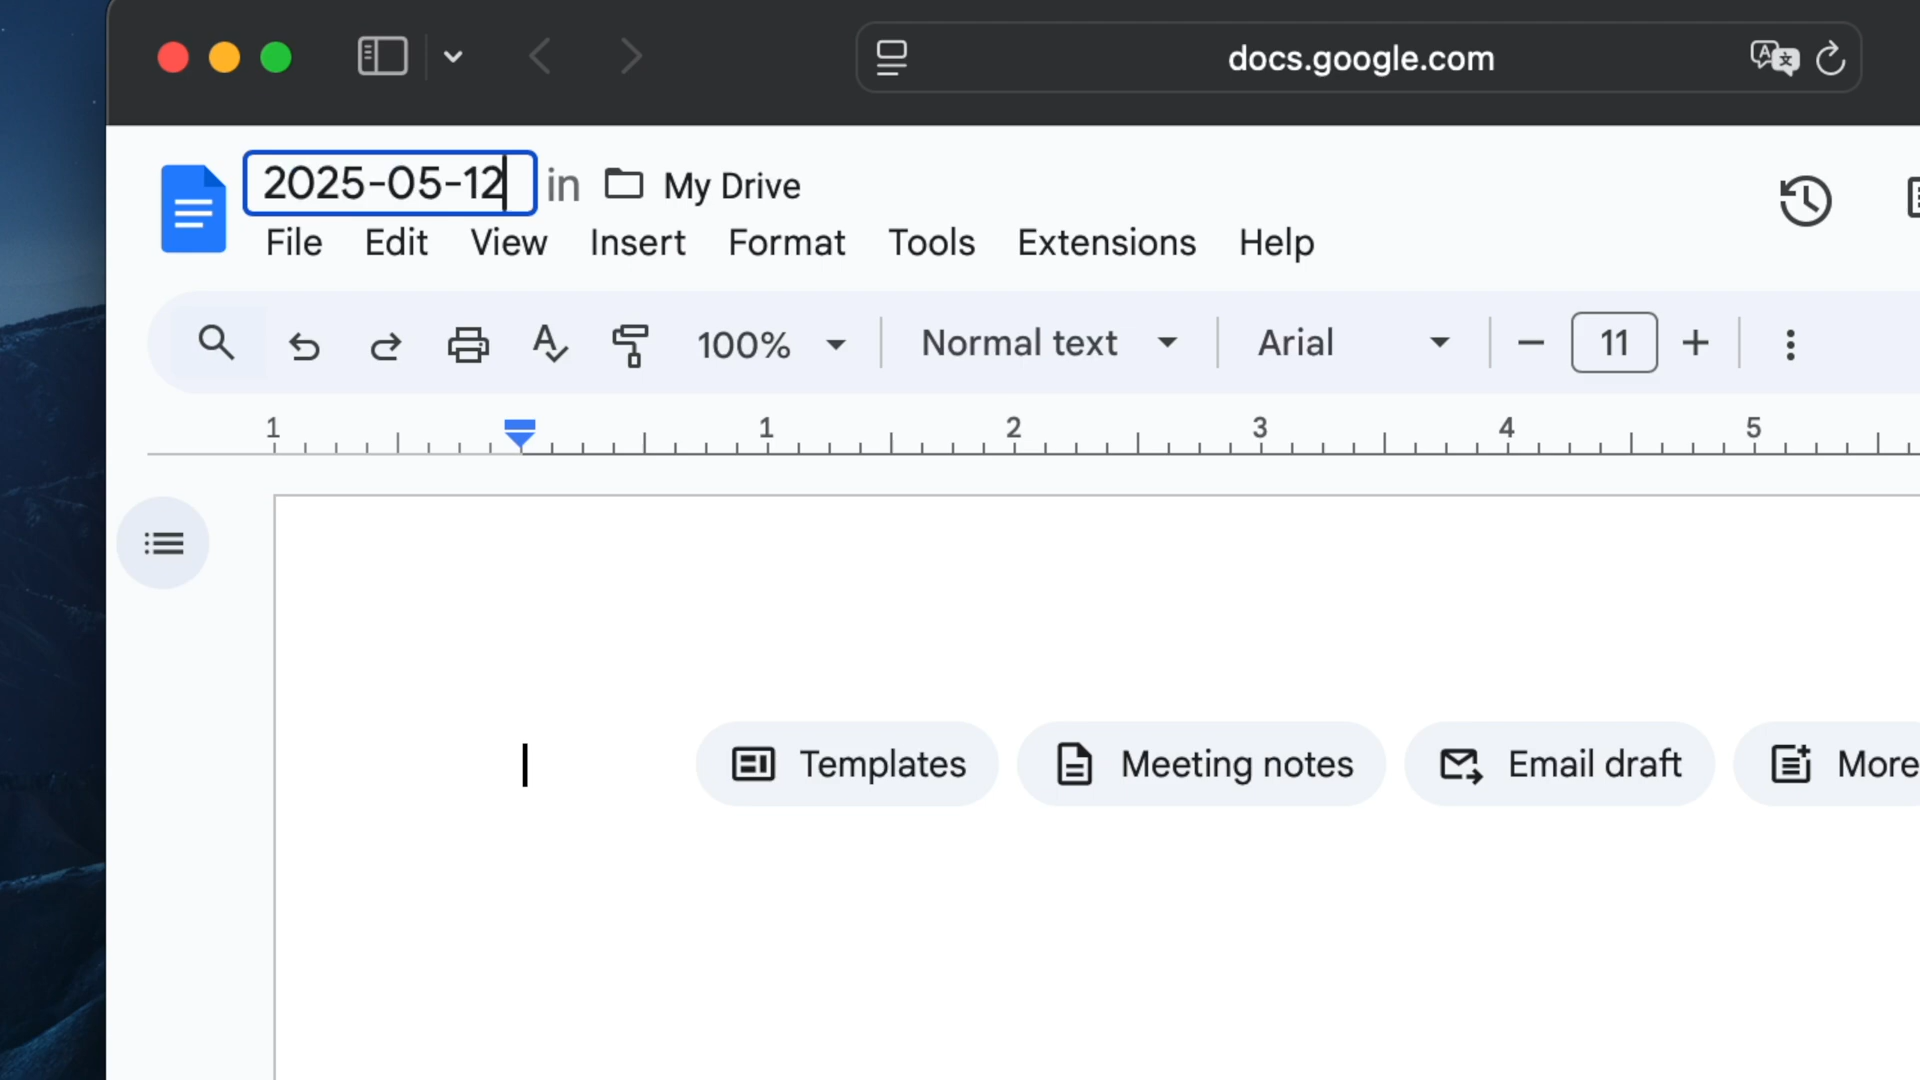 docs.google.com
2025-05-12 in My Drive
File Edit View Insert Format Tools Extensions Help
100% Normal text Arial 11
1 1 2 3 4 5
Templates Meeting notes Email draft More